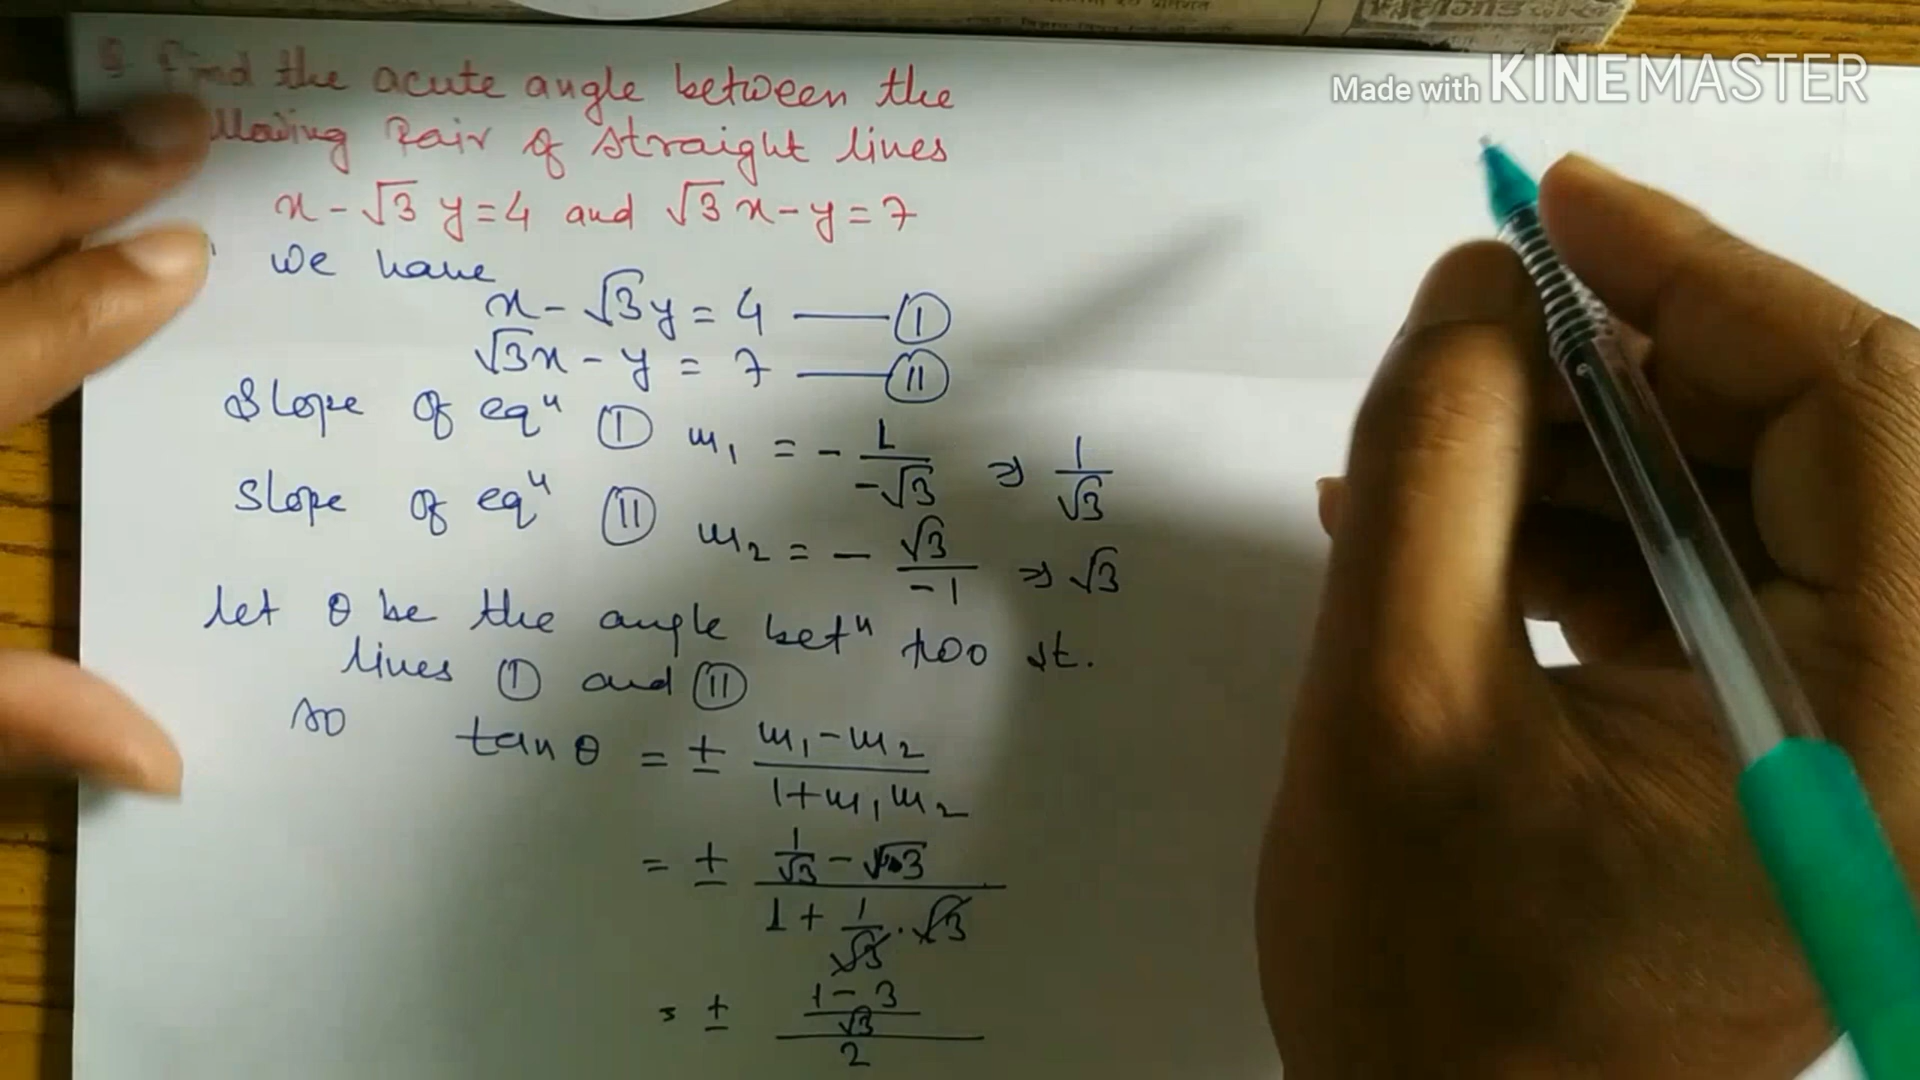 Made with KINEMASTER
Find the acute angle between the
llowing Pair of straight lines
x - √3 y = 4 and √3 x - y = 7
we have
x - √3y = 4 —— (I)
√3x - y = 7 —— (II)
Slope of eqⁿ (I) m₁ = - 1/-√3 ⇒ 1/√3
Slope of eqⁿ (II) m₂ = - √3/-1 ⇒ √3
let θ be the angle betⁿ two st.
lines (I) and (II)
so tan θ = ± m₁-m₂/1+m₁m₂
= ± 1/√3 - √3 / 1 + 1/√3 . √3
= ± 1-3/√3 / 2